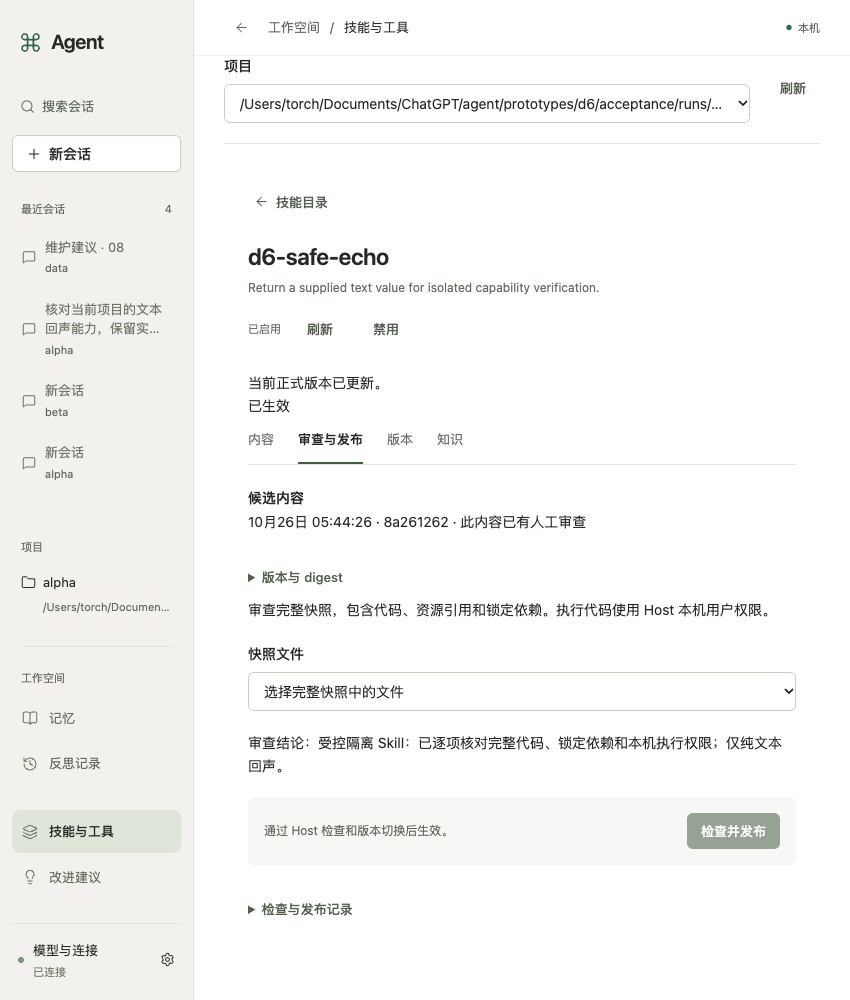 Agent
搜索会话
新会话
最近会话 4
维护建议 · 08
data
核对当前项目的文本
回声能力，保留实...
alpha
新会话
beta
新会话
alpha
项目
alpha
/Users/torch/Documen...
工作空间
记忆
反思记录
技能与工具
改进建议
模型与连接
已连接
← 工作空间 / 技能与工具
本机
项目
/Users/torch/Documents/ChatGPT/agent/prototypes/d6/acceptance/runs/...
刷新
← 技能目录
d6-safe-echo
Return a supplied text value for isolated capability verification.
已启用 刷新 禁用
当前正式版本已更新。
已生效
内容 审查与发布 版本 知识
候选内容
10月26日 05:44:26 · 8a261262 · 此内容已有人工审查
版本与 digest
审查完整快照，包含代码、资源引用和锁定依赖。执行代码使用 Host 本机用户权限。
快照文件
选择完整快照中的文件
审查结论：受控隔离 Skill：已逐项核对完整代码、锁定依赖和本机执行权限；仅纯文本
回声。
通过 Host 检查和版本切换后生效。
检查并发布
检查与发布记录